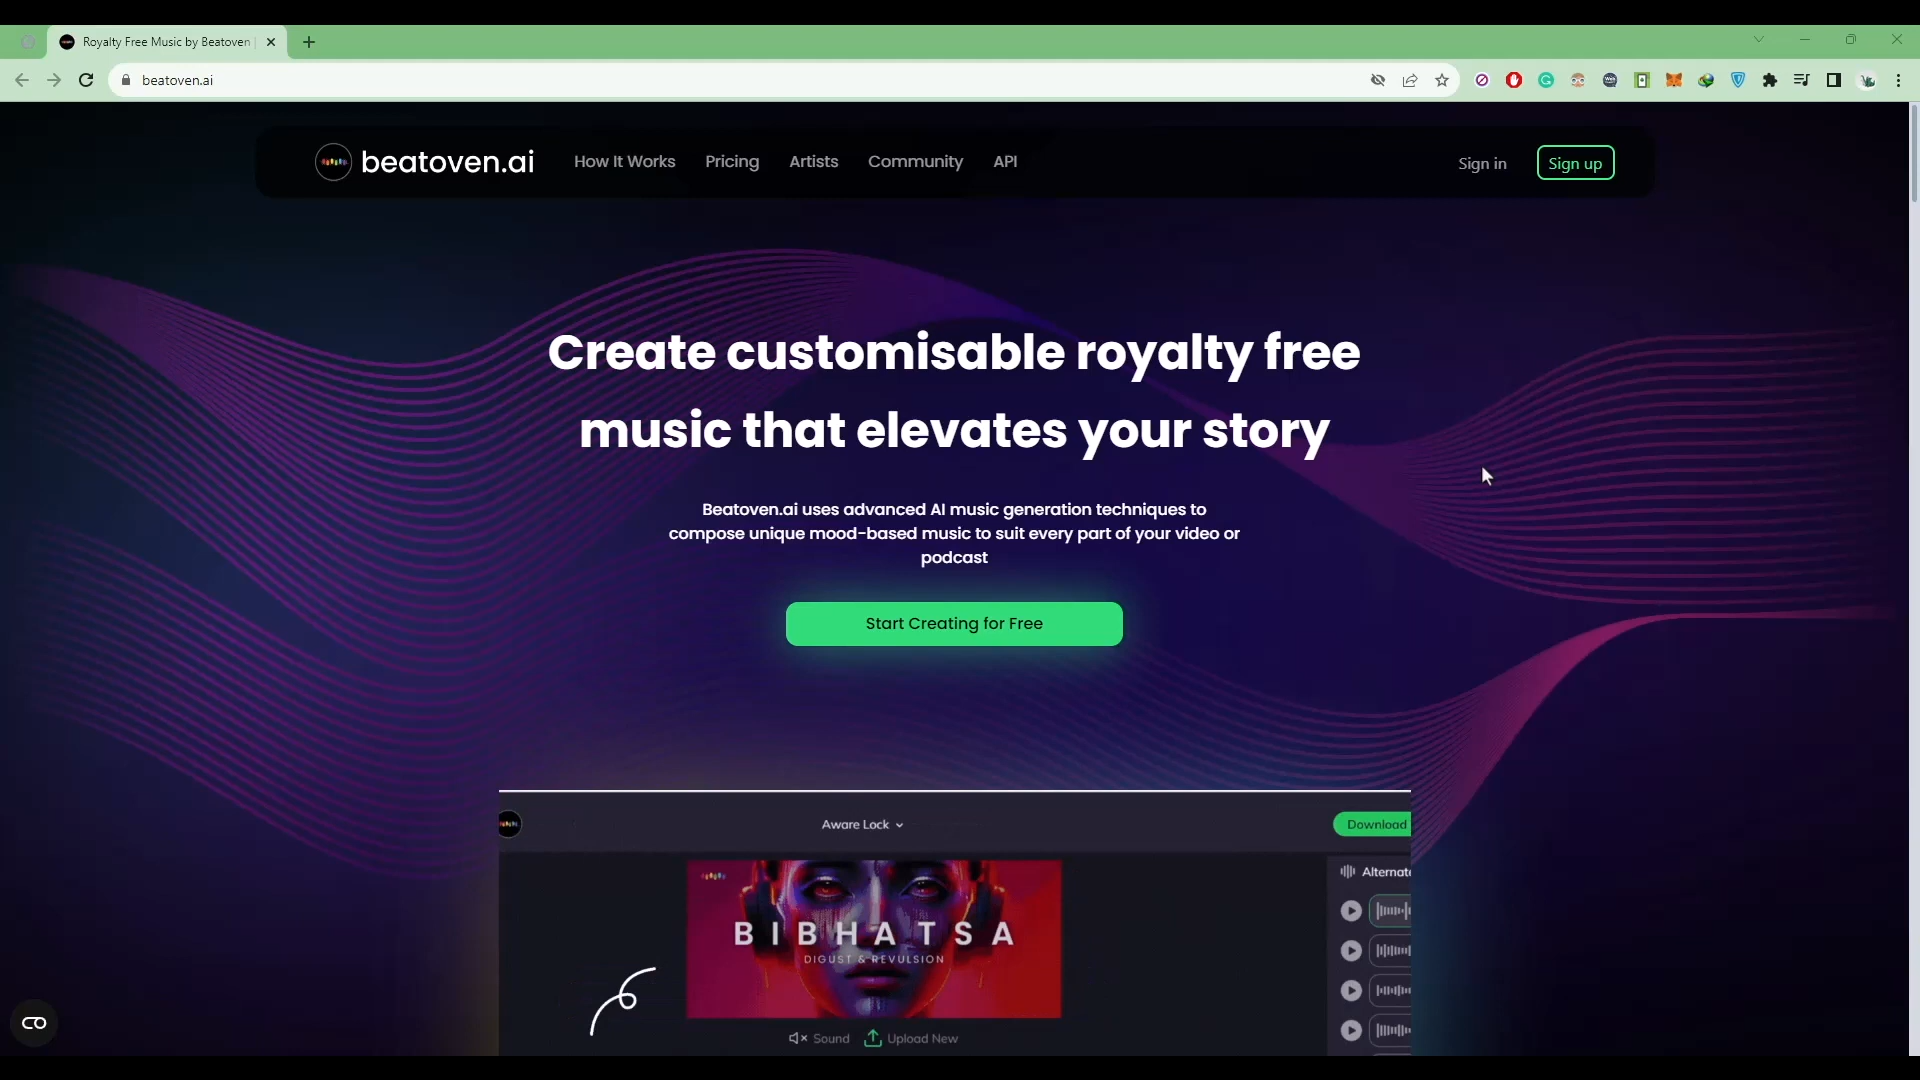 Royalty Free Music by Beatoven |
beatoven.ai
beatoven.ai
How It Works
Pricing
Artists
Community
API
Sign in
Sign up
Create customisable royalty free
music that elevates your story
Beatoven.ai uses advanced AI music generation techniques to
compose unique mood-based music to suit every part of your video or
podcast
Start Creating for Free
Aware Lock
Download
Alternat
BIBHATSA
DIGUST & REVULSION
Sound
Upload New